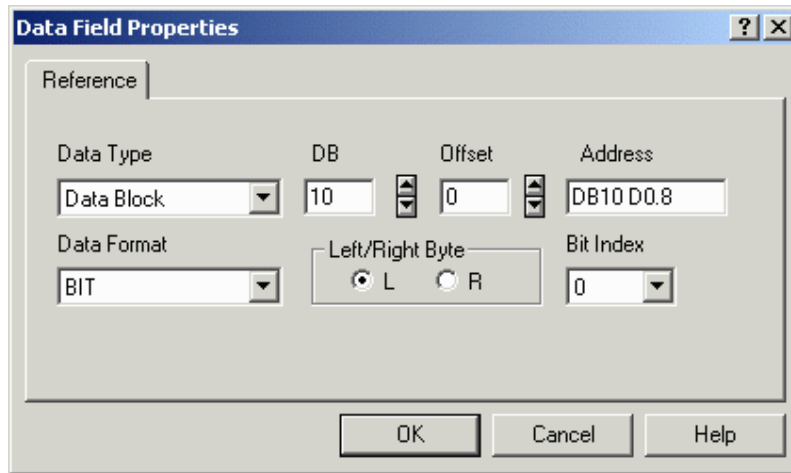 Data Field Properties
Reference
Data Type DB Offset Address
Data Block 10 0 DB10 D0.8
Data Format Left/Right Byte Bit Index
BIT L R 0
OK Cancel Help